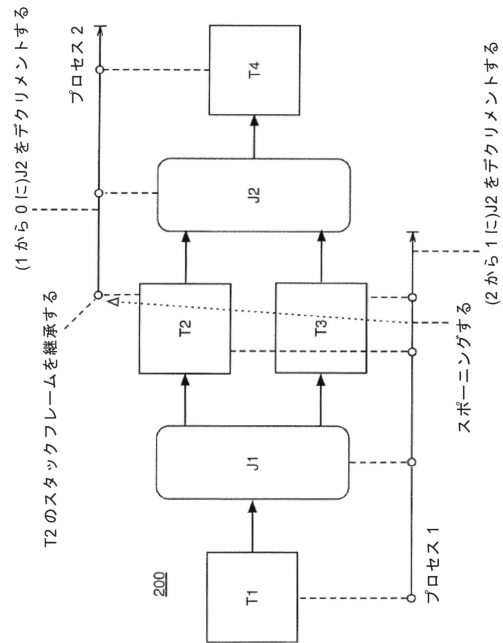 プロセス2
(1から0に)J2をデクリメントする
T2のスタックフレームを継承する
200
T1
J1
T2
T3
J2
T4
スポーニングする
プロセス1
(2から1に)J2をデクリメントする